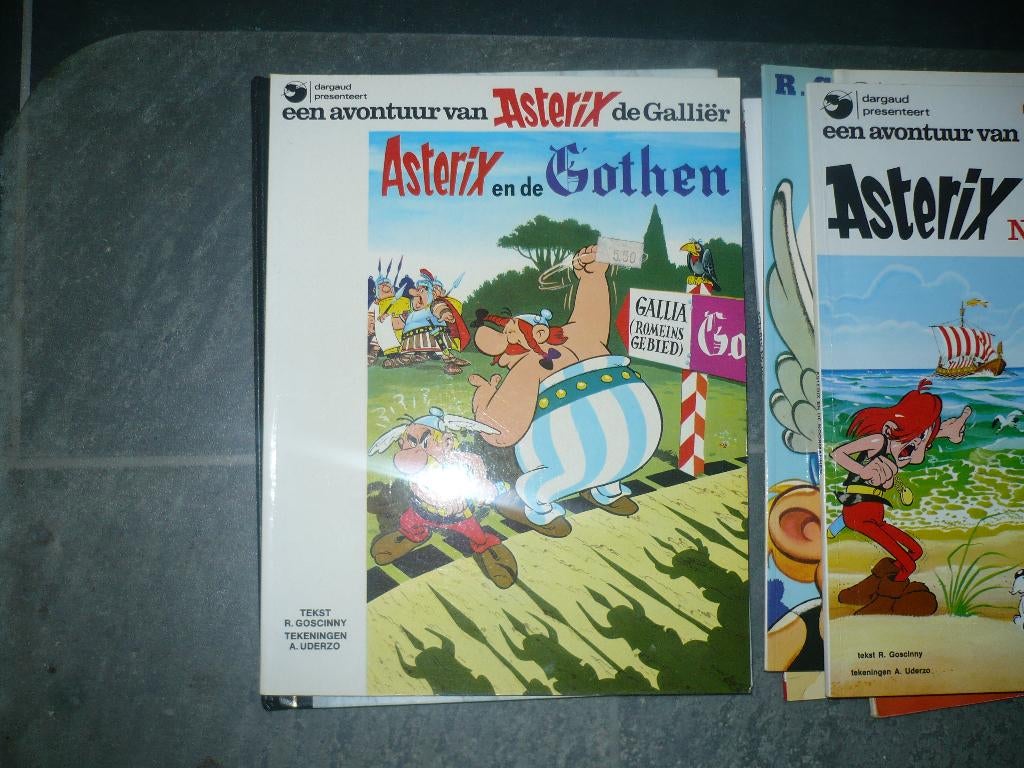 dargaud
presenteert
een avontuur van Asterix de Galliër
Asterix en de Gothen
5.50
GALLIA
(ROMEINS
GEBIED)
Go
TEKST
R. GOSCINNY
TEKENINGEN
A. UDERZO
R. G
dargaud
presenteert
een avontuur van
Asterix
N
tekst R. Goscinny
tekeningen A. Uderzo